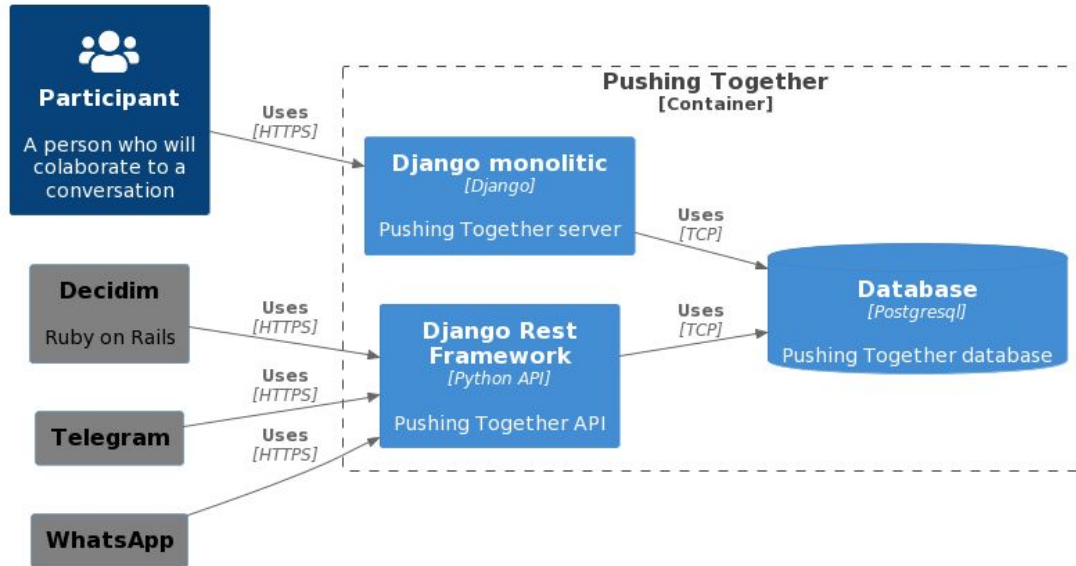 Participant
A person who will
colaborate to a
conversation
Uses
[HTTPS]
Pushing Together
[Container]
Django monolitic
[Django]
Pushing Together server
Uses
[TCP]
Decidim
Ruby on Rails
Uses
[HTTPS]
Django Rest
Framework
[Python API]
Pushing Together API
Uses
[TCP]
Database
[Postgresql]
Pushing Together database
Telegram
Uses
[HTTPS]
WhatsApp
Uses
[HTTPS]